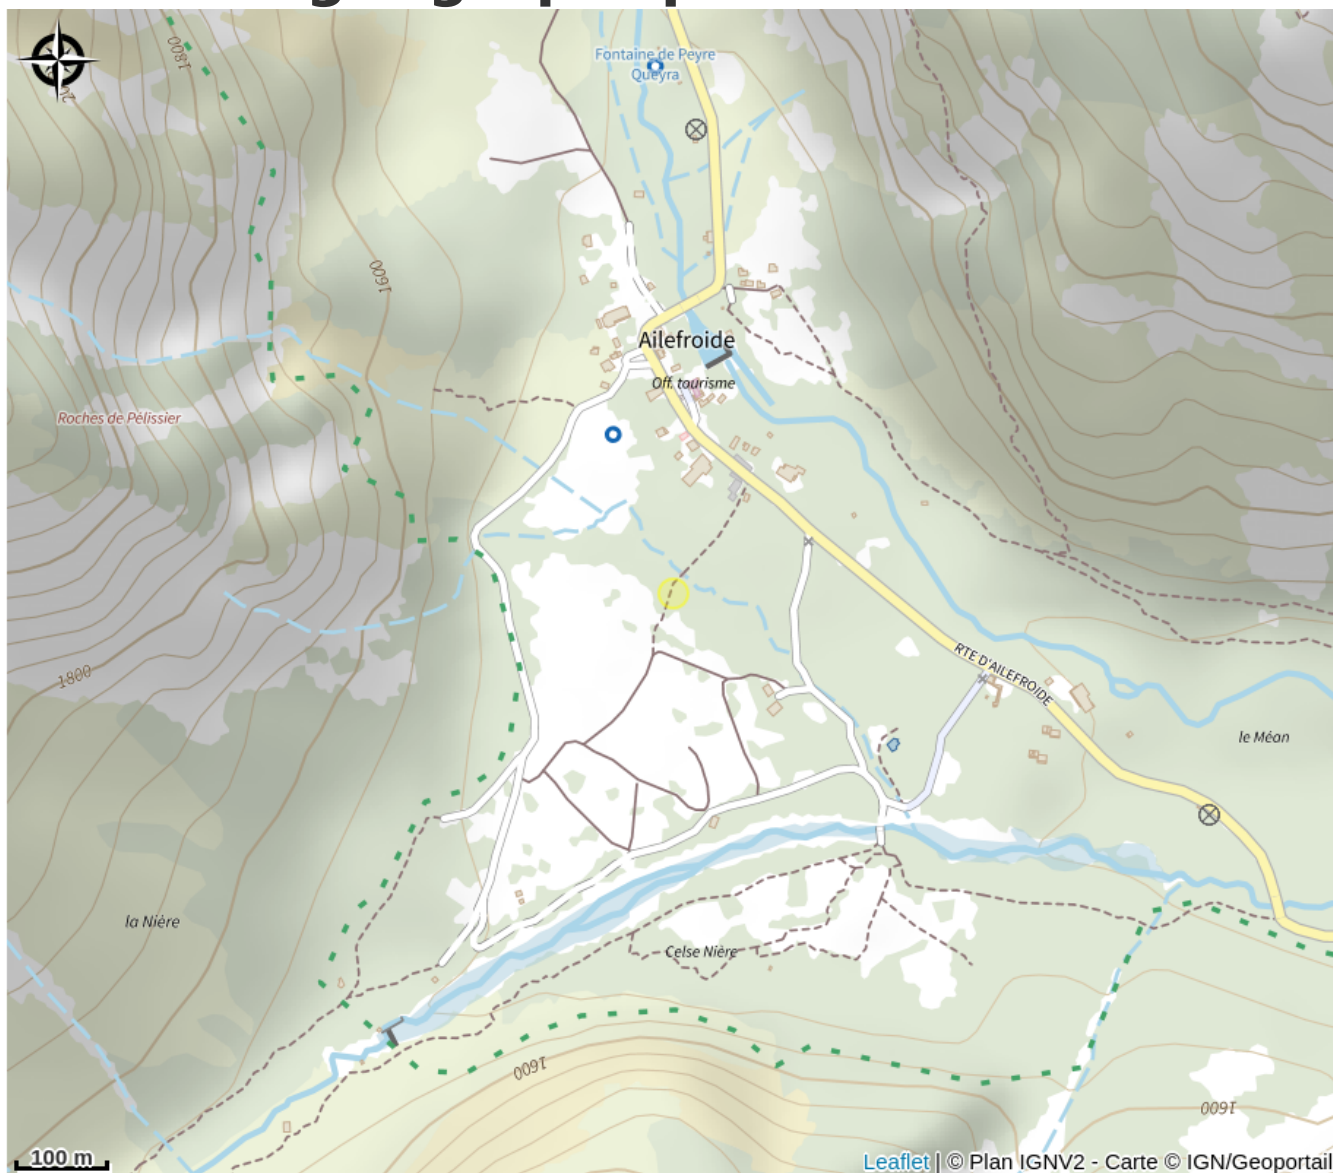 1800
Fontaine de Peyre
Queyra
1600
Ailefroide
Off. tourisme
Roches de Pélissier
1800
RTE D'AILEFROIDE
le Méan
la Nière
Celse Nière
1600
1600
100 m
Leaflet | © Plan IGNV2 - Carte © IGN/Geoportail